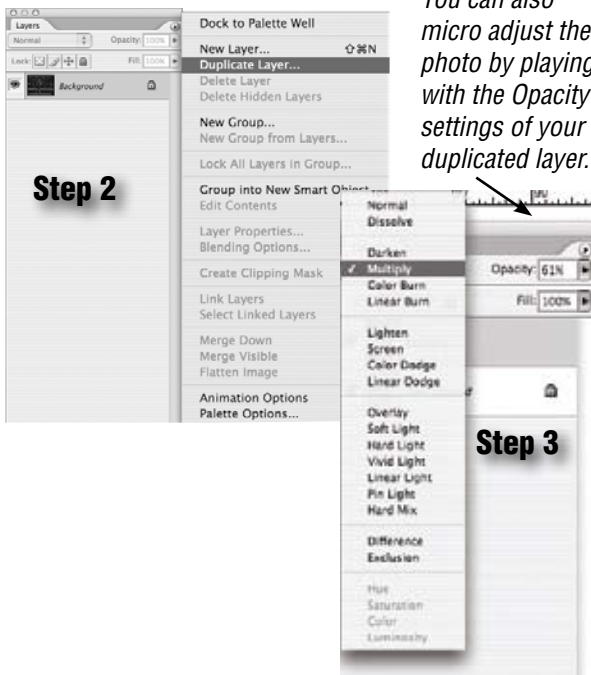 You can also
micro adjust the
photo by playing
with the Opacity
settings of your
duplicated layer.
Layers
Normal
Opacity: 100%
Lock:
Fill: 100%
Background
Step 2
Dock to Palette Well
New Layer... ⇧⌘N
Duplicate Layer...
Delete Layer
Delete Hidden Layers
New Group...
New Group from Layers...
Lock All Layers in Group...
Group into New Smart Object
Edit Contents
Layer Properties...
Blending Options...
Create Clipping Mask
Link Layers
Select Linked Layers
Merge Down
Merge Visible
Flatten Image
Animation Options
Palette Options...
Normal
Dissolve
Darken
✓ Multiply
Color Burn
Linear Burn
Lighten
Screen
Color Dodge
Linear Dodge
Overlay
Soft Light
Hard Light
Vivid Light
Linear Light
Pin Light
Hard Mix
Difference
Exclusion
Hue
Saturation
Color
Luminosity
90
Opacity: 61%
Fill: 100%
Step 3